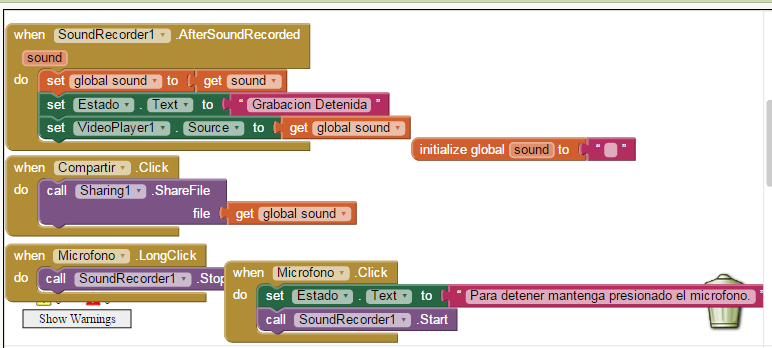 when SoundRecorder1 .AfterSoundRecorded
sound
do set global sound to get sound
set Estado . Text to “ Grabacion Detenida ”
set VideoPlayer1 . Source to get global sound
initialize global sound to “ ”
when Compartir .Click
do call Sharing1 .ShareFile
file get global sound
when Microfono .LongClick
do call SoundRecorder1 .Stop
when Microfono .Click
do set Estado . Text to “ Para detener mantenga presionado el microfono. ”
call SoundRecorder1 .Start
Show Warnings